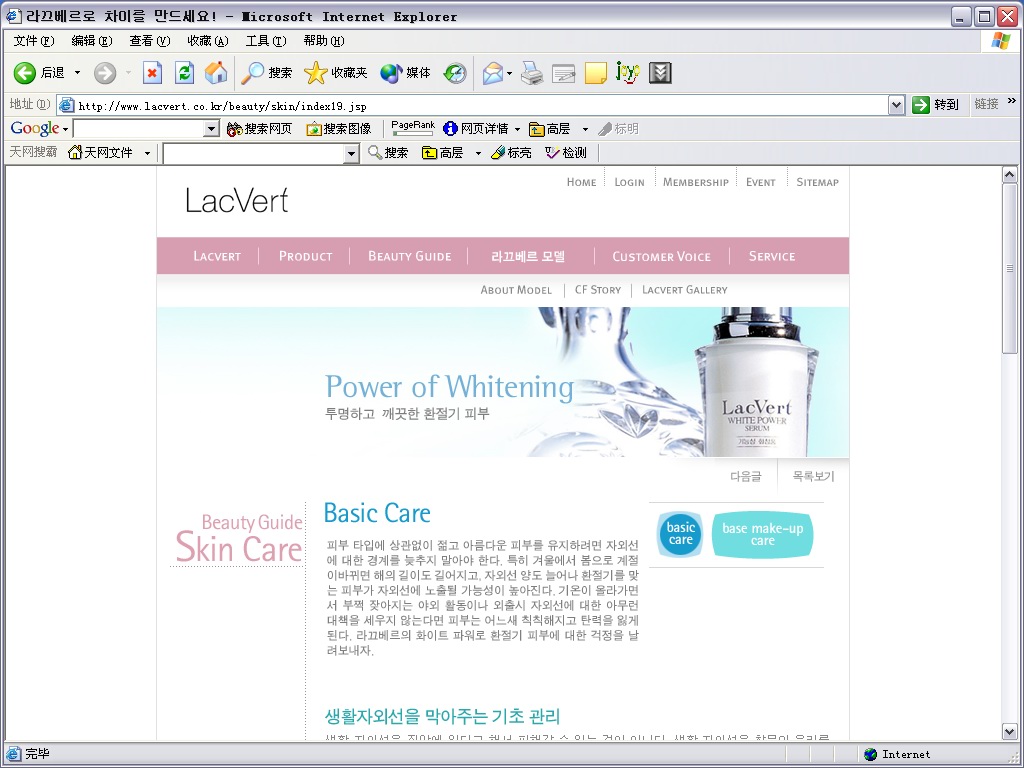 라끄베르로 차이를 만드세요! - Microsoft Internet Explorer
文件(F) 编辑(E) 查看(V) 收藏(A) 工具(T) 帮助(H)
后退 搜索 收藏夹 媒体 jyc
地址(D) http://www.lacvert.co.kr/beauty/skin/index19.jsp 转到 链接 »
Google 搜索网页 搜索图像 PageRank 网页详情 高层 标明
天网搜霸 天网文件 搜索 高层 标亮 检测
Home Login Membership Event Sitemap
LacVert
Lacvert Product Beauty Guide 라끄베르 모델 Customer Voice Service
About Model CF Story Lacvert Gallery
Power of Whitening
투명하고 깨끗한 환절기 피부
LacVert
WHITE POWER
SERUM
다음글 목록보기
Beauty Guide
Skin Care
Basic Care
basic
care
base make-up
care
피부 타입에 상관없이 젊고 아름다운 피부를 유지하려면 자외선
에 대한 경계를 늦추지 말아야 한다. 특히 겨울에서 봄으로 계절
이바뀌면 해의 길이도 길어지고, 자외선 양도 늘어나 환절기를 맞
는 피부가 자외선에 노출될 가능성이 높아진다. 기온이 올라가면
서 부쩍 잦아지는 야외 활동이나 외출시 자외선에 대한 아무런
대책을 세우지 않는다면 피부는 어느새 칙칙해지고 탄력을 잃게
된다. 라끄베르의 화이트 파워로 환절기 피부에 대한 걱정을 날
려보내자.
생활자외선을 막아주는 기초 관리
完毕 Internet